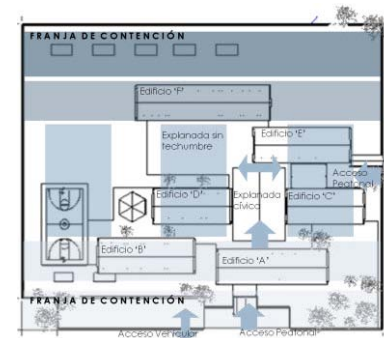 FRANJA DE CONTENCIÓN
Edificio 'F'
Explanada sin
techumbre
Edificio 'E'
Acceso
Peatonal
Edificio 'D'
Explanada
cívica
Edificio 'C'
Edificio 'B'
Edificio 'A'
FRANJA DE CONTENCIÓN
Acceso Vehicular
Acceso Peatonal